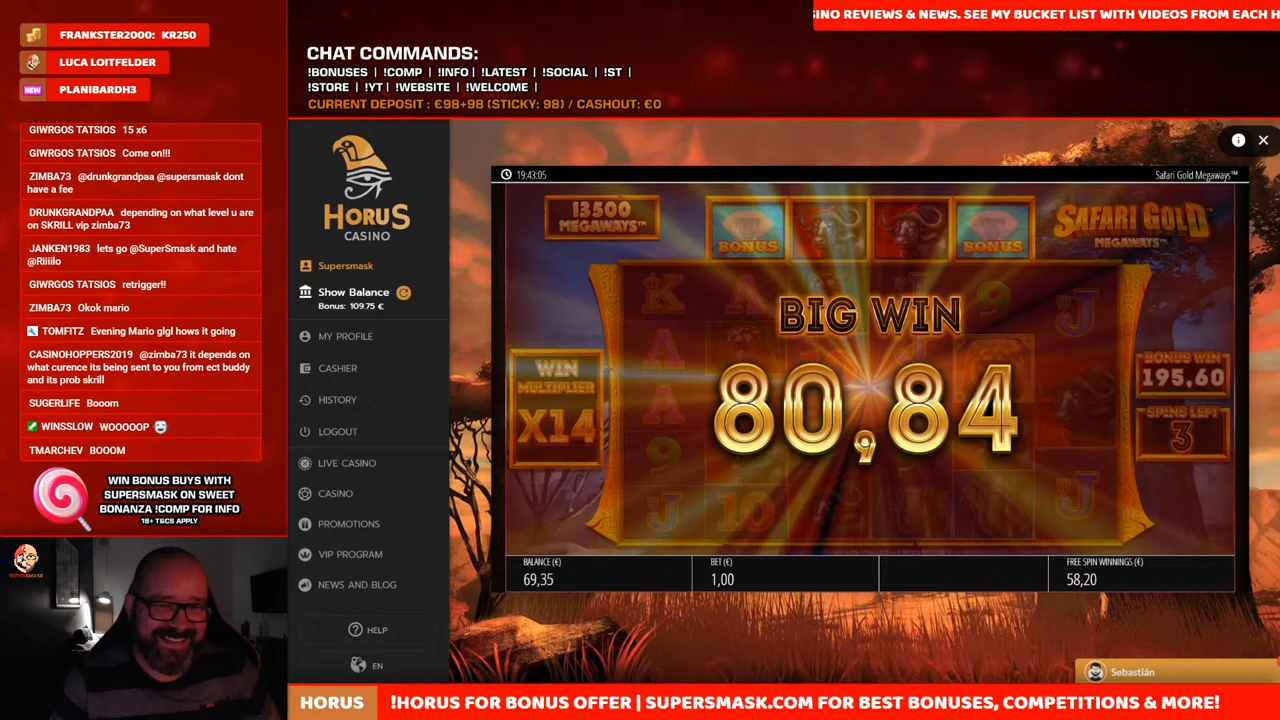 FRANKSTER2000: KR250
LUCA LOITFELDER
NEW PLANIBARDH3
GIWRGOS TATSIOS 15 x6
GIWRGOS TATSIOS Come on!!!
ZIMBA73 @drunkgrandpaa @supersmask dont
have a fee
DRUNKGRANDPAA depending on what level u are
on SKRILL vip zimba73
JANKEN1983 lets go @SuperSmask and hate
@Riiiilo
GIWRGOS TATSIOS retrigger!!
ZIMBA73 Okok mario
TOMFITZ Evening Mario glgl hows it going
CASINOHOPPERS2019 @zimba73 it depends on
what curence its being sent to you from ect buddy
and its prob skrill
SUGERLIFE Booom
WINSSLOW WOOOOOP
TMARCHEV BOOOM
WIN BONUS BUYS WITH
SUPERSMASK ON SWEET
BONANZA !COMP FOR INFO
18+ T&CS APPLY
SUPERSMASK
INO REVIEWS & NEWS. SEE MY BUCKET LIST WITH VIDEOS FROM EACH H
CHAT COMMANDS:
!BONUSES | !COMP | !INFO | !LATEST | !SOCIAL | !ST |
!STORE | !YT | !WEBSITE | !WELCOME |
CURRENT DEPOSIT : €98+98 (STICKY: 98) / CASHOUT: €0
HORUS
CASINO
Supersmask
Show Balance
Bonus: 109.75 €
MY PROFILE
CASHIER
HISTORY
LOGOUT
LIVE CASINO
CASINO
PROMOTIONS
VIP PROGRAM
NEWS AND BLOG
HELP
EN
19:43:05
Safari Gold Megaways™
13500
MEGAWAYS™
BONUS
BONUS
SAFARI GOLD
MEGAWAYS™
K
A
9
J
A
A
9
J
10
J
BIG WIN
80,84
WIN
MULTIPLIER
X14
BONUS WIN
195,60
SPINS LEFT
3
BALANCE (€)
69,35
BET (€)
1,00
FREE SPIN WINNINGS (€)
58,20
Sebastián
HORUS
!HORUS FOR BONUS OFFER | SUPERSMASK.COM FOR BEST BONUSES, COMPETITIONS & MORE!